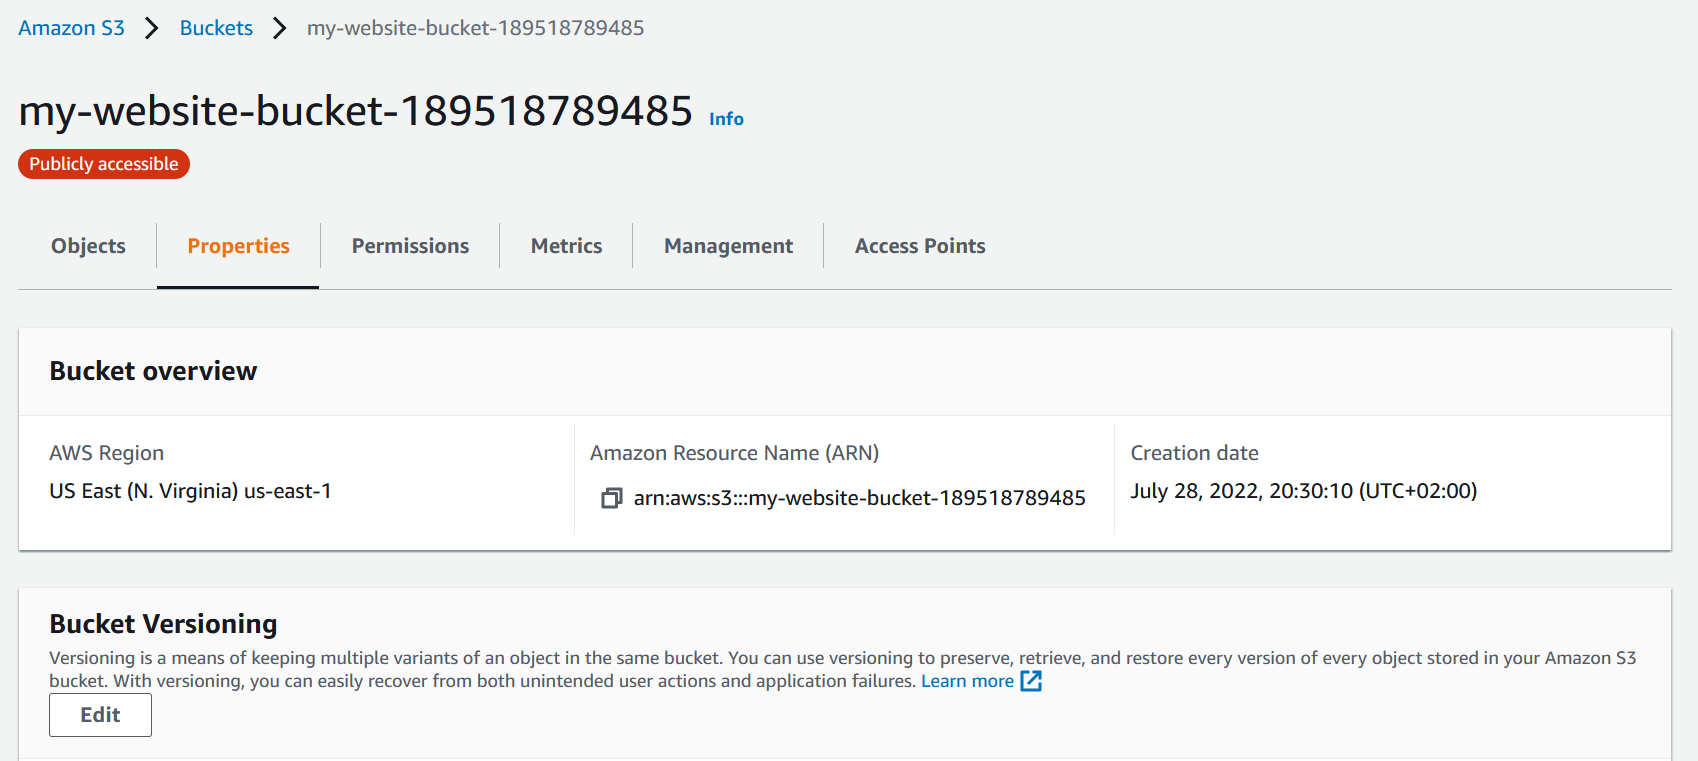 Amazon S3 > Buckets > my-website-bucket-189518789485
my-website-bucket-189518789485 Info
Publicly accessible
Objects Properties Permissions Metrics Management Access Points
Bucket overview
AWS Region Amazon Resource Name (ARN) Creation date
US East (N. Virginia) us-east-1 arn:aws:s3:::my-website-bucket-189518789485 July 28, 2022, 20:30:10 (UTC+02:00)
Bucket Versioning
Versioning is a means of keeping multiple variants of an object in the same bucket. You can use versioning to preserve, retrieve, and restore every version of every object stored in your Amazon S3
bucket. With versioning, you can easily recover from both unintended user actions and application failures. Learn more
Edit